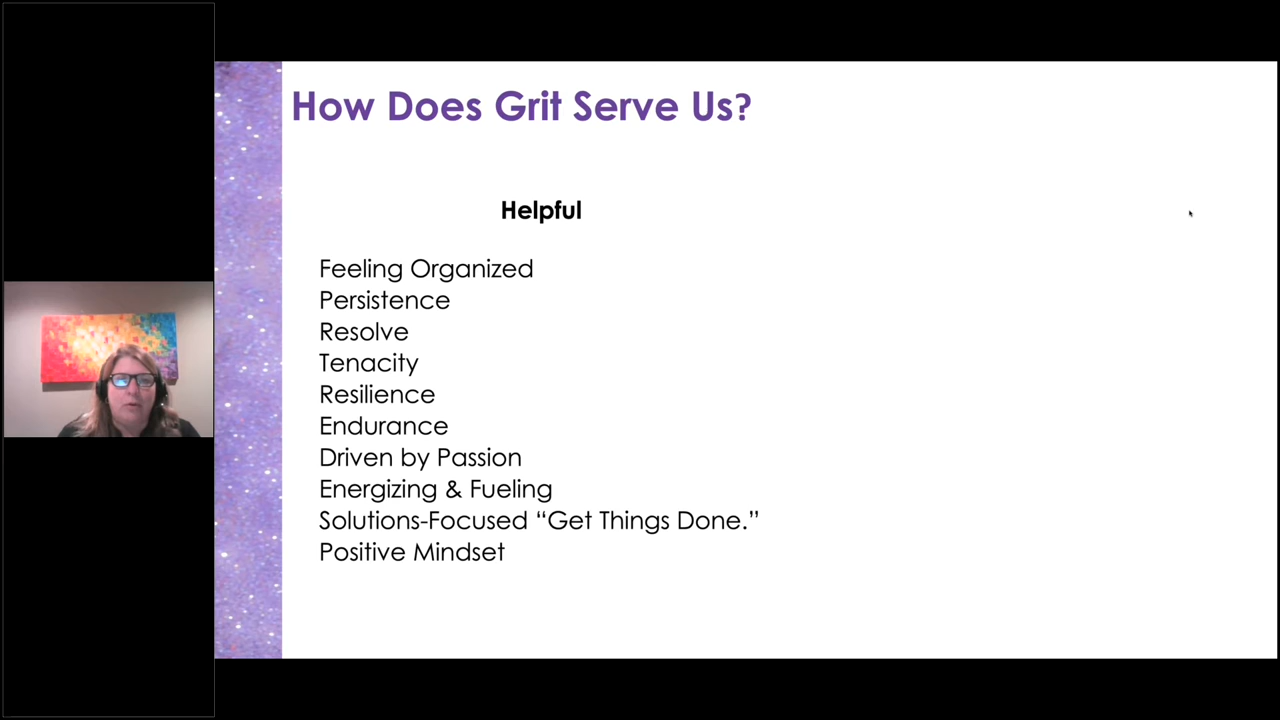 How Does Grit Serve Us?
Helpful
Feeling Organized
Persistence
Resolve
Tenacity
Resilience
Endurance
Driven by Passion
Energizing & Fueling
Solutions-Focused “Get Things Done.”
Positive Mindset